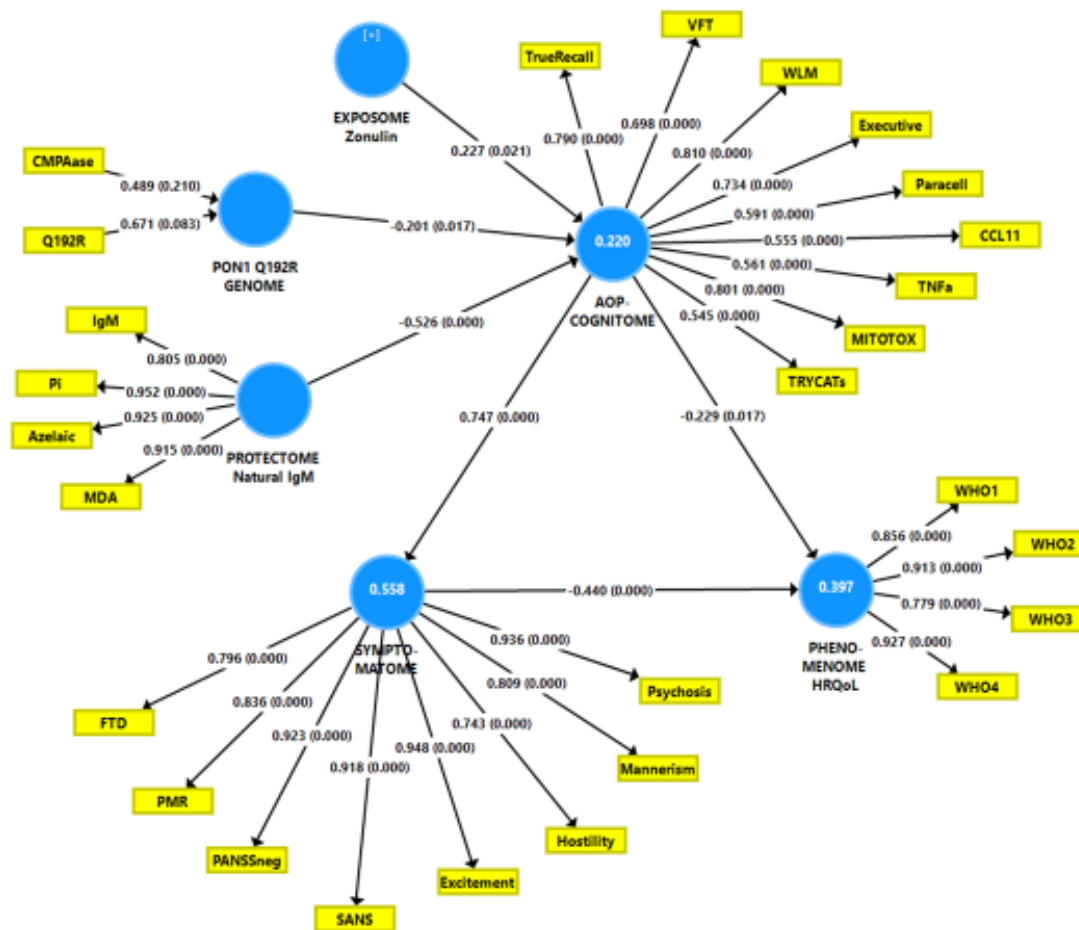 VFT
[+]
TrueRecall
WLM
EXPOSOME
Zonulin
0.790 (0.000)
0.698 (0.000)
0.810 (0.000)
Executive
0.227 (0.021)
0.734 (0.000)
CMPAase
0.489 (0.210)
Paracell
0.591 (0.000)
0.671 (0.083)
Q192R
-0.201 (0.017)
0.220
0.555 (0.000)
CCL11
PON1 Q192R
GENOME
0.561 (0.000)
TNFa
0.801 (0.000)
AOP-
COGNITOME
0.545 (0.000)
MITOTOX
IgM
-0.526 (0.000)
0.805 (0.000)
TRYCATs
Pi
0.952 (0.000)
0.925 (0.000)
Azelaic
0.747 (0.000)
-0.229 (0.017)
0.915 (0.000)
PROTECTOME
Natural IgM
MDA
WHO1
0.856 (0.000)
WHO2
0.913 (0.000)
0.558
-0.440 (0.000)
0.397
0.779 (0.000)
WHO3
0.927 (0.000)
0.936 (0.000)
SYMPTO-
MATOME
PHENO-
MENOME
HRQoL
0.796 (0.000)
0.809 (0.000)
Psychosis
WHO4
0.836 (0.000)
0.743 (0.000)
FTD
0.923 (0.000)
0.948 (0.000)
0.918 (0.000)
Mannerism
PMR
Hostility
PANSSneg
Excitement
SANS